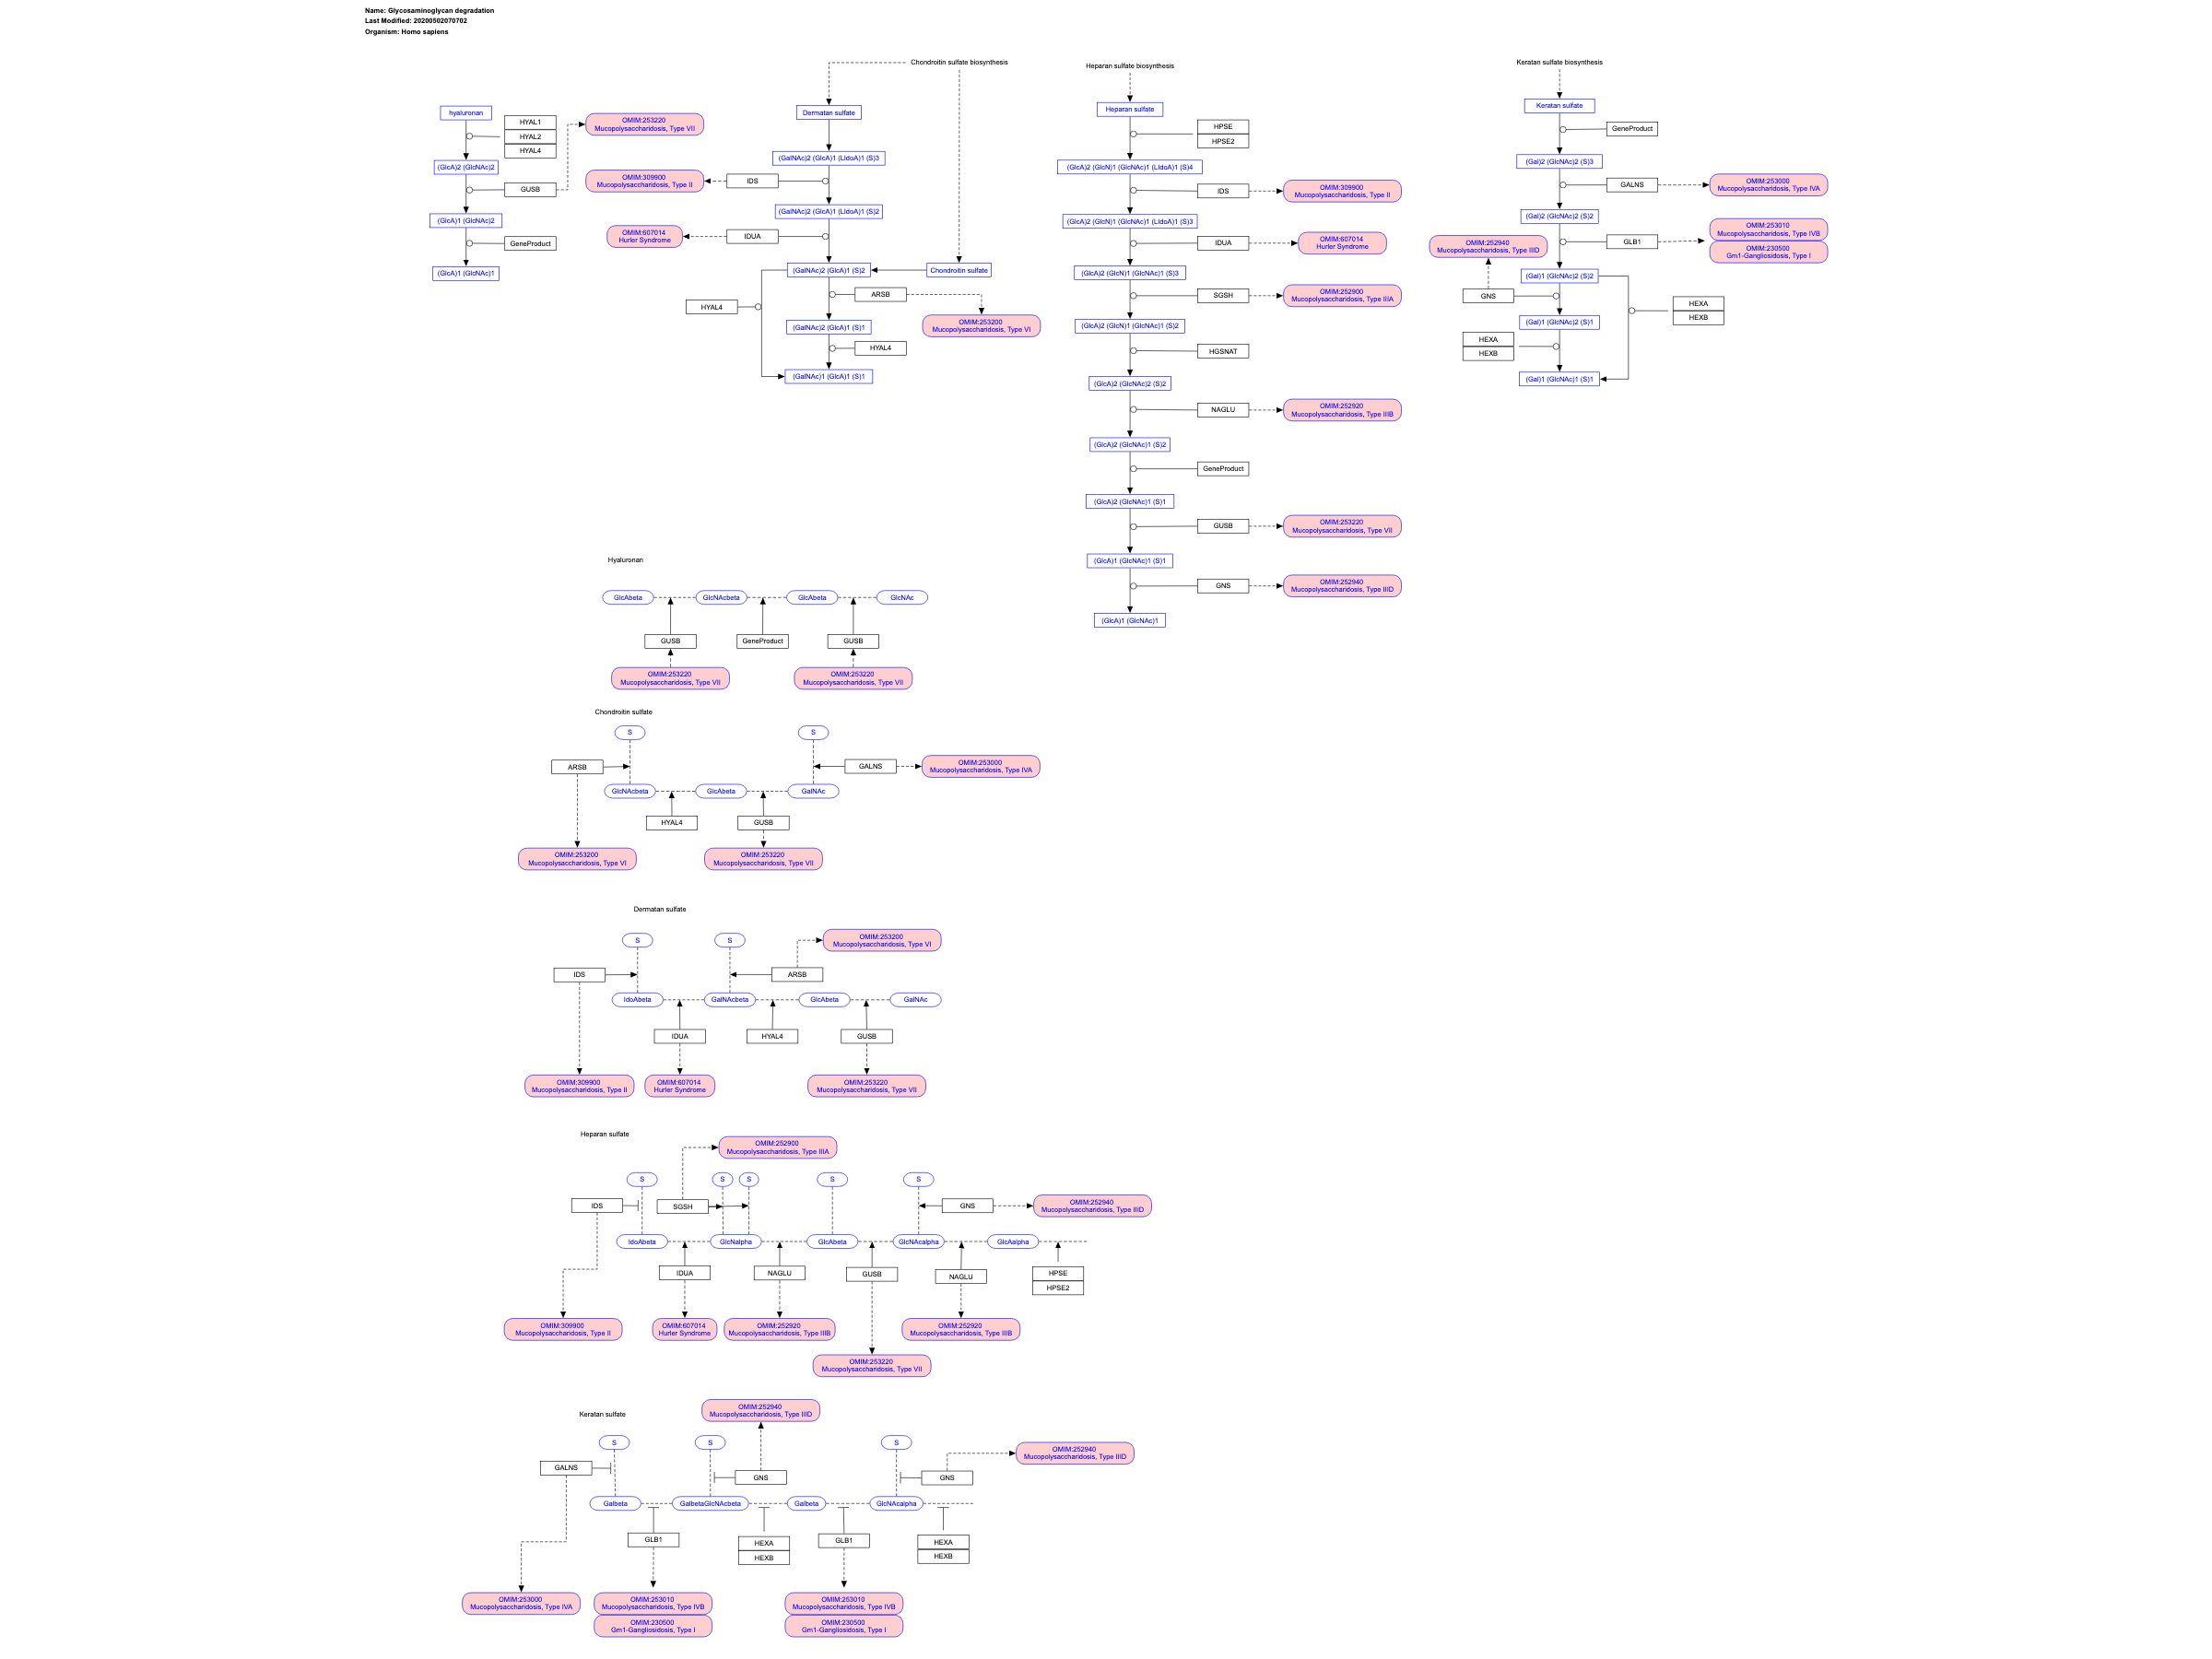 Name: Glycosaminoglycan degradation
Last Modified: 20200502070702
Organism: Homo sapiens
hyaluronan
HYAL1
HYAL2
HYAL4
(GlcA)2 (GlcNAc)2
GUSB
OMIM:253220
Mucopolysaccharidosis, Type VII
(GlcA)1 (GlcNAc)2
GeneProduct
(GlcA)1 (GlcNAc)1
Chondroitin sulfate biosynthesis
Dermatan sulfate
(GalNAc)2 (GlcA)1 (LIdoA)1 (S)3
OMIM:309900
Mucopolysaccharidosis, Type II
IDS
(GalNAc)2 (GlcA)1 (LIdoA)1 (S)2
OMIM:607014
Hurler Syndrome
IDUA
(GalNAc)2 (GlcA)1 (S)2
Chondroitin sulfate
HYAL4
ARSB
OMIM:253200
Mucopolysaccharidosis, Type VI
(GalNAc)2 (GlcA)1 (S)1
HYAL4
(GalNAc)1 (GlcA)1 (S)1
Heparan sulfate biosynthesis
Heparan sulfate
HPSE
HPSE2
(GlcA)2 (GlcN)1 (GlcNAc)1 (LIdoA)1 (S)4
IDS
OMIM:309900
Mucopolysaccharidosis, Type II
(GlcA)2 (GlcN)1 (GlcNAc)1 (LIdoA)1 (S)3
IDUA
OMIM:607014
Hurler Syndrome
(GlcA)2 (GlcN)1 (GlcNAc)1 (S)3
SGSH
OMIM:252900
Mucopolysaccharidosis, Type IIIA
(GlcA)2 (GlcN)1 (GlcNAc)1 (S)2
HGSNAT
(GlcA)2 (GlcNAc)2 (S)2
NAGLU
OMIM:252920
Mucopolysaccharidosis, Type IIIB
(GlcA)2 (GlcNAc)1 (S)2
GeneProduct
(GlcA)2 (GlcNAc)1 (S)1
GUSB
OMIM:253220
Mucopolysaccharidosis, Type VII
(GlcA)1 (GlcNAc)1 (S)1
GNS
OMIM:252940
Mucopolysaccharidosis, Type IIID
(GlcA)1 (GlcNAc)1
Keratan sulfate biosynthesis
Keratan sulfate
GeneProduct
(Gal)2 (GlcNAc)2 (S)3
GALNS
OMIM:253000
Mucopolysaccharidosis, Type IVA
(Gal)2 (GlcNAc)2 (S)2
GLB1
OMIM:253010
Mucopolysaccharidosis, Type IVB
OMIM:230500
Gm1-Gangliosidosis, Type I
OMIM:252940
Mucopolysaccharidosis, Type IIID
(Gal)1 (GlcNAc)2 (S)2
GNS
HEXA
HEXB
(Gal)1 (GlcNAc)2 (S)1
HEXA
HEXB
(Gal)1 (GlcNAc)1 (S)1
Hyaluronan
GlcAbeta
GlcNAcbeta
GlcAbeta
GlcNAc
GUSB
GeneProduct
GUSB
OMIM:253220
Mucopolysaccharidosis, Type VII
OMIM:253220
Mucopolysaccharidosis, Type VII
Chondroitin sulfate
S
S
ARSB
GALNS
OMIM:253000
Mucopolysaccharidosis, Type IVA
GlcNAcbeta
GlcAbeta
GalNAc
HYAL4
GUSB
OMIM:253200
Mucopolysaccharidosis, Type VI
OMIM:253220
Mucopolysaccharidosis, Type VII
Dermatan sulfate
S
S
OMIM:253200
Mucopolysaccharidosis, Type VI
IDS
ARSB
IdoAbeta
GalNAcbeta
GlcAbeta
GalNAc
IDUA
HYAL4
GUSB
OMIM:309900
Mucopolysaccharidosis, Type II
OMIM:607014
Hurler Syndrome
OMIM:253220
Mucopolysaccharidosis, Type VII
Heparan sulfate
OMIM:252900
Mucopolysaccharidosis, Type IIIA
S
S
S
S
S
IDS
SGSH
GNS
OMIM:252940
Mucopolysaccharidosis, Type IIID
IdoAbeta
GlcNalpha
GlcAbeta
GlcNAcalpha
GlcAalpha
IDUA
NAGLU
GUSB
NAGLU
HPSE
HPSE2
OMIM:309900
Mucopolysaccharidosis, Type II
OMIM:607014
Hurler Syndrome
OMIM:252920
Mucopolysaccharidosis, Type IIIB
OMIM:252920
Mucopolysaccharidosis, Type IIIB
OMIM:253220
Mucopolysaccharidosis, Type VII
Keratan sulfate
OMIM:252940
Mucopolysaccharidosis, Type IIID
S
S
S
OMIM:252940
Mucopolysaccharidosis, Type IIID
GALNS
GNS
GNS
Galbeta
GalbetaGlcNAcbeta
Galbeta
GlcNAcalpha
GLB1
HEXA
HEXB
GLB1
HEXA
HEXB
OMIM:253000
Mucopolysaccharidosis, Type IVA
OMIM:253010
Mucopolysaccharidosis, Type IVB
OMIM:230500
Gm1-Gangliosidosis, Type I
OMIM:253010
Mucopolysaccharidosis, Type IVB
OMIM:230500
Gm1-Gangliosidosis, Type I